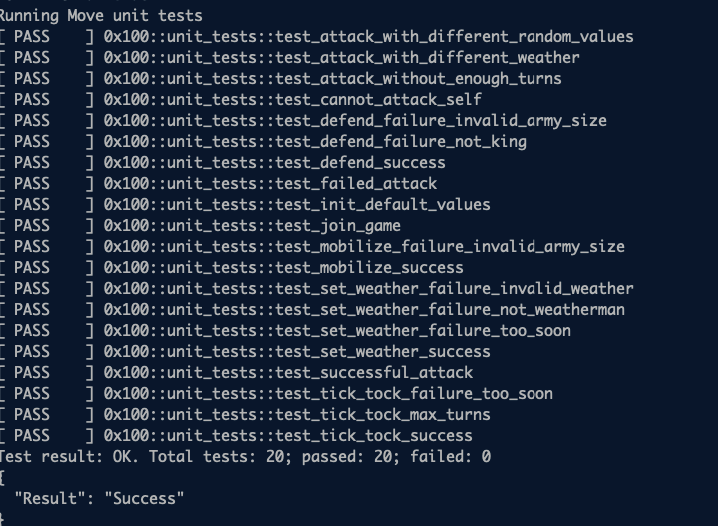 Running Move unit tests
[ PASS    ] 0x100::unit_tests::test_attack_with_different_random_values
[ PASS    ] 0x100::unit_tests::test_attack_with_different_weather
[ PASS    ] 0x100::unit_tests::test_attack_without_enough_turns
[ PASS    ] 0x100::unit_tests::test_cannot_attack_self
[ PASS    ] 0x100::unit_tests::test_defend_failure_invalid_army_size
[ PASS    ] 0x100::unit_tests::test_defend_failure_not_king
[ PASS    ] 0x100::unit_tests::test_defend_success
[ PASS    ] 0x100::unit_tests::test_failed_attack
[ PASS    ] 0x100::unit_tests::test_init_default_values
[ PASS    ] 0x100::unit_tests::test_join_game
[ PASS    ] 0x100::unit_tests::test_mobilize_failure_invalid_army_size
[ PASS    ] 0x100::unit_tests::test_mobilize_success
[ PASS    ] 0x100::unit_tests::test_set_weather_failure_invalid_weather
[ PASS    ] 0x100::unit_tests::test_set_weather_failure_not_weatherman
[ PASS    ] 0x100::unit_tests::test_set_weather_failure_too_soon
[ PASS    ] 0x100::unit_tests::test_set_weather_success
[ PASS    ] 0x100::unit_tests::test_successful_attack
[ PASS    ] 0x100::unit_tests::test_tick_tock_failure_too_soon
[ PASS    ] 0x100::unit_tests::test_tick_tock_max_turns
[ PASS    ] 0x100::unit_tests::test_tick_tock_success
Test result: OK. Total tests: 20; passed: 20; failed: 0
{
  "Result": "Success"
}